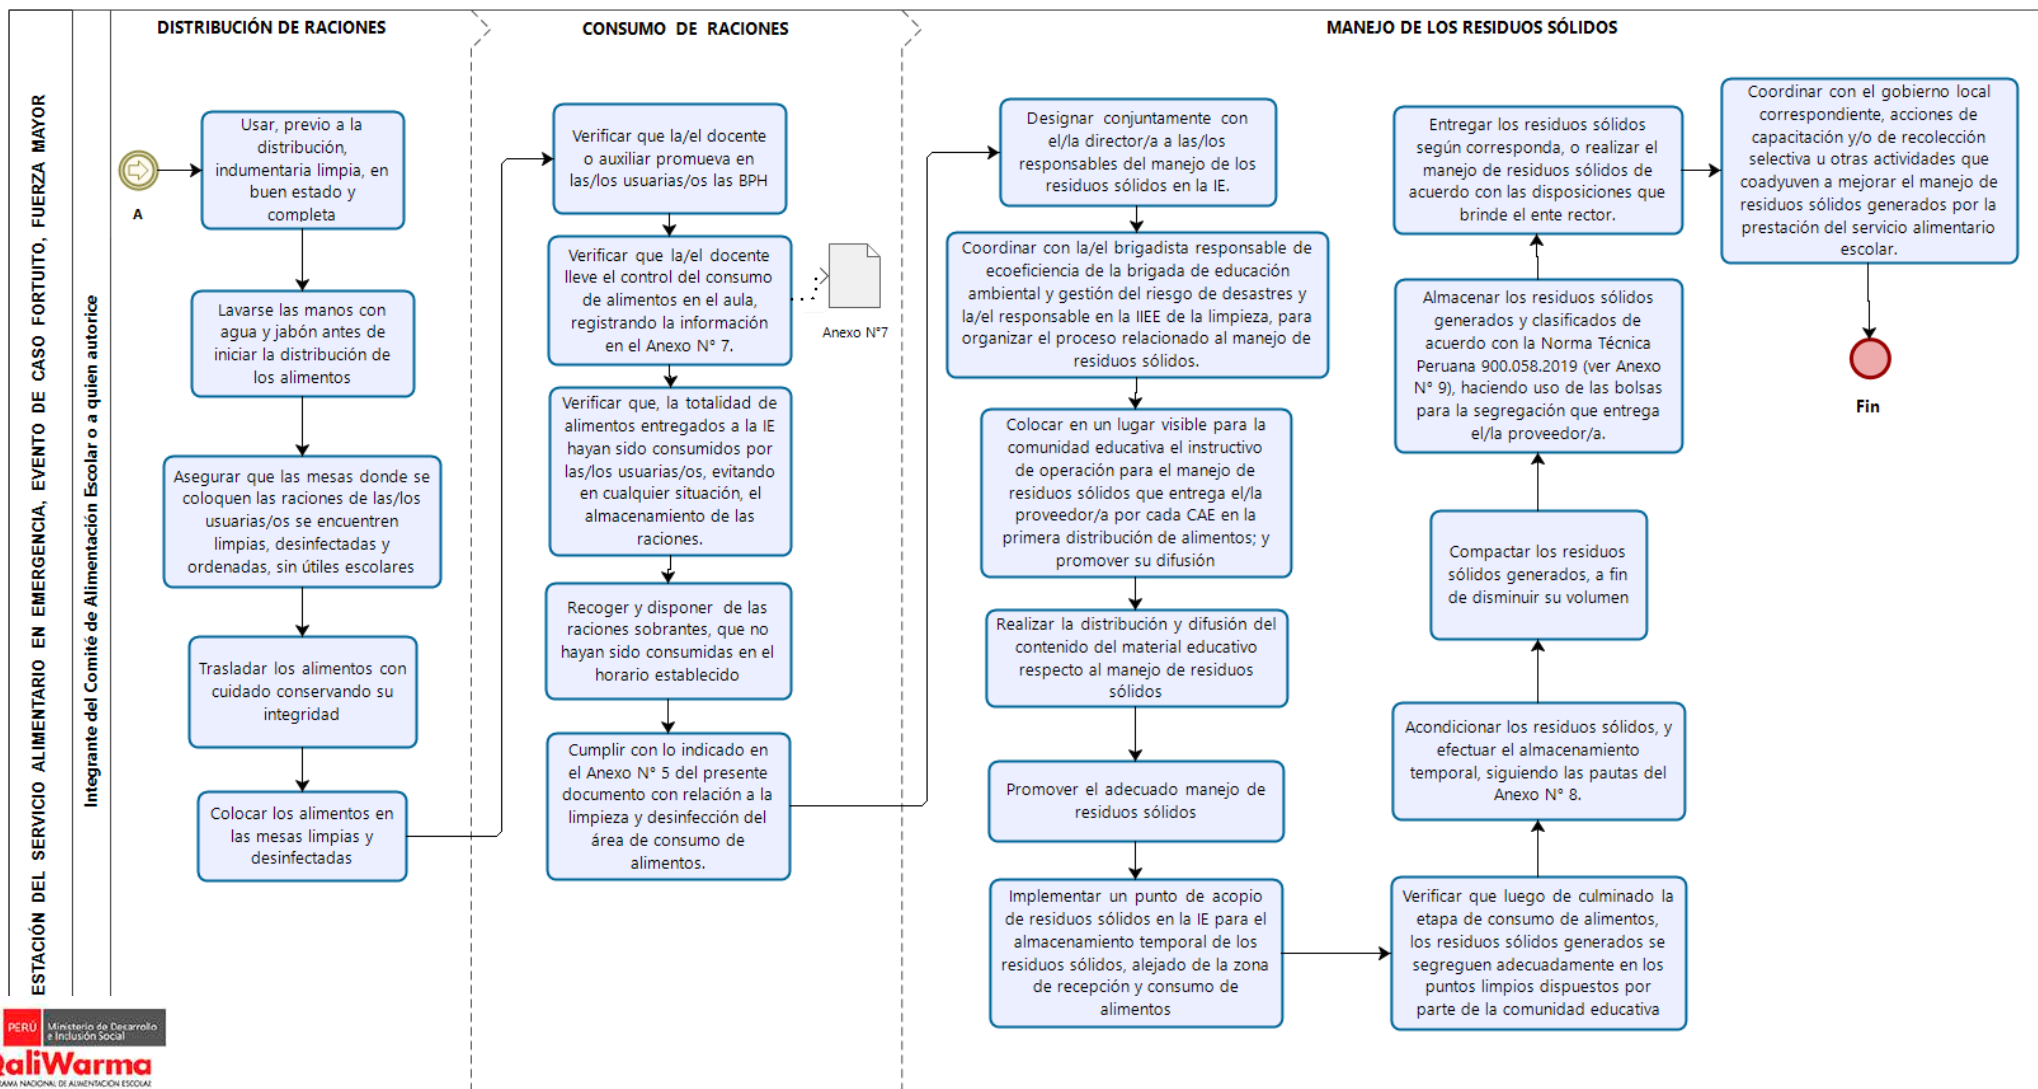 ESTACIÓN DEL SERVICIO ALIMENTARIO EN EMERGENCIA, EVENTO DE CASO FORTUITO, FUERZA MAYOR
Integrante del Comité de Alimentación Escolar o a quien autorice
DISTRIBUCIÓN DE RACIONES
A
Usar, previo a la
distribución,
indumentaria limpia, en
buen estado y
completa
Lavarse las manos con
agua y jabón antes de
iniciar la distribución de
los alimentos
Asegurar que las mesas donde se
coloquen las raciones de las/los
usuarias/os se encuentren
limpias, desinfectadas y
ordenadas, sin útiles escolares
Trasladar los alimentos con
cuidado conservando su
integridad
Colocar los alimentos en
las mesas limpias y
desinfectadas
CONSUMO DE RACIONES
Verificar que la/el docente
o auxiliar promueva en
las/los usuarias/os las BPH
Verificar que la/el docente
lleve el control del consumo
de alimentos en el aula,
registrando la información
en el Anexo N° 7.
Anexo N°7
Verificar que, la totalidad de
alimentos entregados a la IE
hayan sido consumidos por
las/los usuarias/os, evitando
en cualquier situación, el
almacenamiento de las
raciones.
Recoger y disponer de las
raciones sobrantes, que no
hayan sido consumidas en el
horario establecido
Cumplir con lo indicado en
el Anexo N° 5 del presente
documento con relación a la
limpieza y desinfección del
área de consumo de
alimentos.
MANEJO DE LOS RESIDUOS SÓLIDOS
Designar conjuntamente con
el/la director/a a las/los
responsables del manejo de los
residuos sólidos en la IE.
Coordinar con la/el brigadista responsable de
ecoeficiencia de la brigada de educación
ambiental y gestión del riesgo de desastres y
la/el responsable en la IIEE de la limpieza, para
organizar el proceso relacionado al manejo de
residuos sólidos.
Colocar en un lugar visible para la
comunidad educativa el instructivo
de operación para el manejo de
residuos sólidos que entrega el/la
proveedor/a por cada CAE en la
primera distribución de alimentos; y
promover su difusión
Realizar la distribución y difusión del
contenido del material educativo
respecto al manejo de residuos
sólidos
Promover el adecuado manejo de
residuos sólidos
Implementar un punto de acopio
de residuos sólidos en la IE para el
almacenamiento temporal de los
residuos sólidos, alejado de la zona
de recepción y consumo de
alimentos
Verificar que luego de culminado la
etapa de consumo de alimentos,
los residuos sólidos generados se
segreguen adecuadamente en los
puntos limpios dispuestos por
parte de la comunidad educativa
Acondicionar los residuos sólidos, y
efectuar el almacenamiento
temporal, siguiendo las pautas del
Anexo N° 8.
Compactar los residuos
sólidos generados, a fin
de disminuir su volumen
Almacenar los residuos sólidos
generados y clasificados de
acuerdo con la Norma Técnica
Peruana 900.058.2019 (ver Anexo
N° 9), haciendo uso de las bolsas
para la segregación que entrega
el/la proveedor/a.
Entregar los residuos sólidos
según corresponda, o realizar el
manejo de residuos sólidos de
acuerdo con las disposiciones que
brinde el ente rector.
Coordinar con el gobierno local
correspondiente, acciones de
capacitación y/o de recolección
selectiva u otras actividades que
coadyuven a mejorar el manejo de
residuos sólidos generados por la
prestación del servicio alimentario
escolar.
Fin
PERÚ
Ministerio de Desarrollo
e Inclusión Social
QaliWarma
RAMA NACIONAL DE ALIMENTACIÓN ESCOLAR